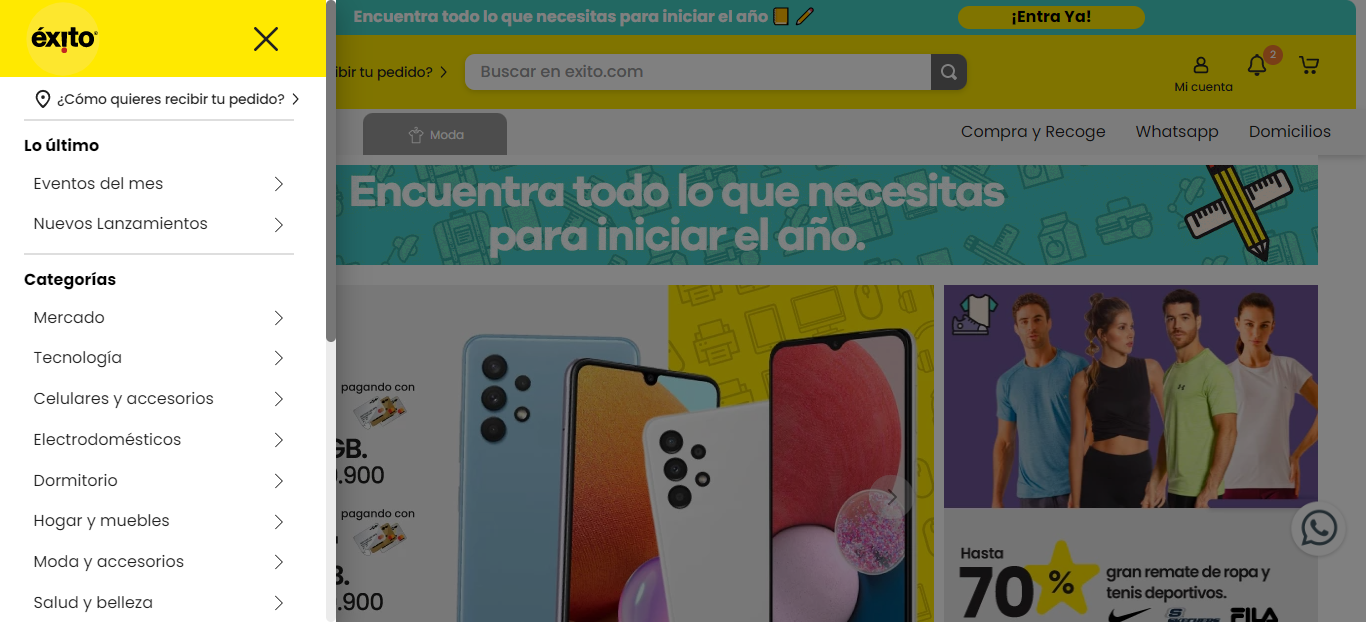 éxito
¿Cómo quieres recibir tu pedido?
Lo último
Eventos del mes
Nuevos Lanzamientos
Categorías
Mercado
Tecnología
Celulares y accesorios
Electrodomésticos
Dormitorio
Hogar y muebles
Moda y accesorios
Salud y belleza
Encuentra todo lo que necesitas para iniciar el año
¡Entra Ya!
ibir tu pedido?
Buscar en exito.com
Mi cuenta
2
Moda
Compra y Recoge
Whatsapp
Domicilios
Encuentra todo lo que necesitas
para iniciar el año.
pagando con
GB.
.900
pagando con
.900
Hasta
70%
gran remate de ropa y
tenis deportivos.
SKECHERS
FILA